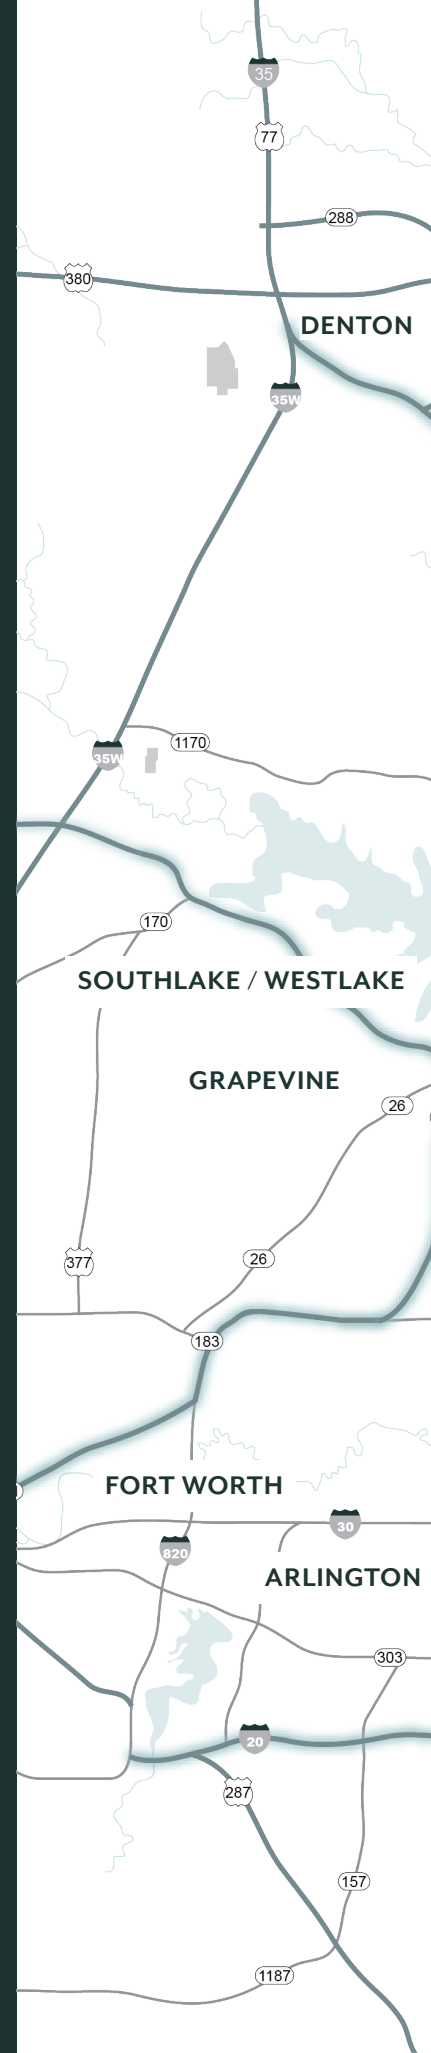 35
77
288
380
DENTON
35W
1170
35W
170
SOUTHLAKE / WESTLAKE
GRAPEVINE
26
26
377
183
FORT WORTH
30
820
ARLINGTON
303
20
287
157
1187